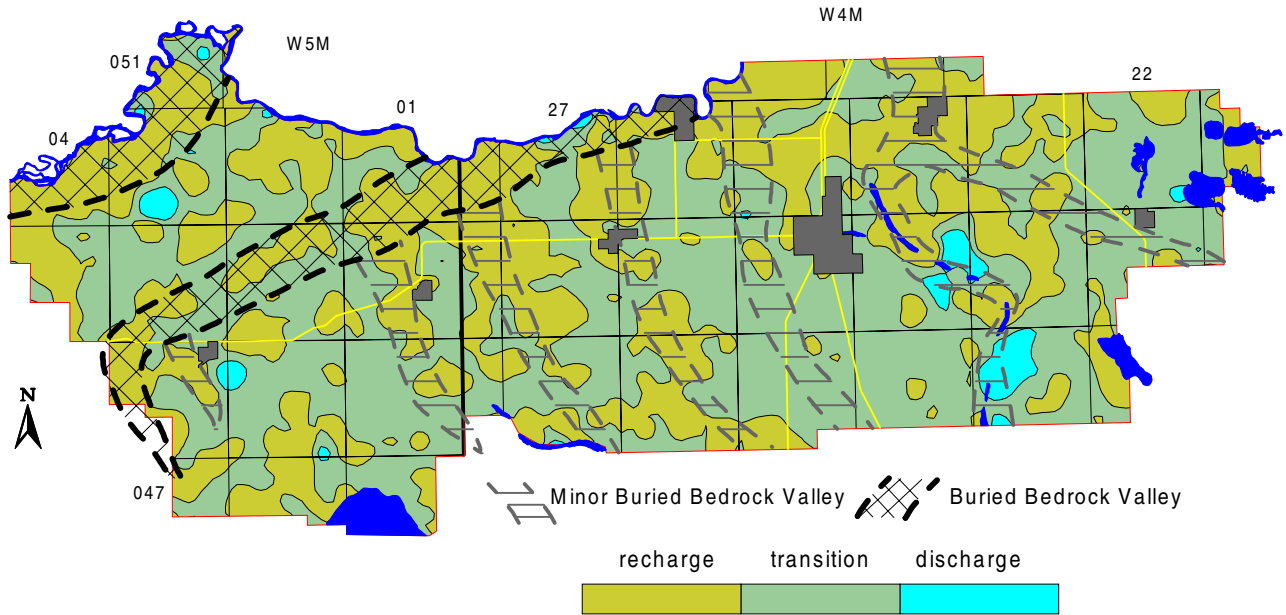 W4M
W5M
051
22
01
27
04
N
047
Minor Buried Bedrock Valley
Buried Bedrock Valley
recharge transition discharge